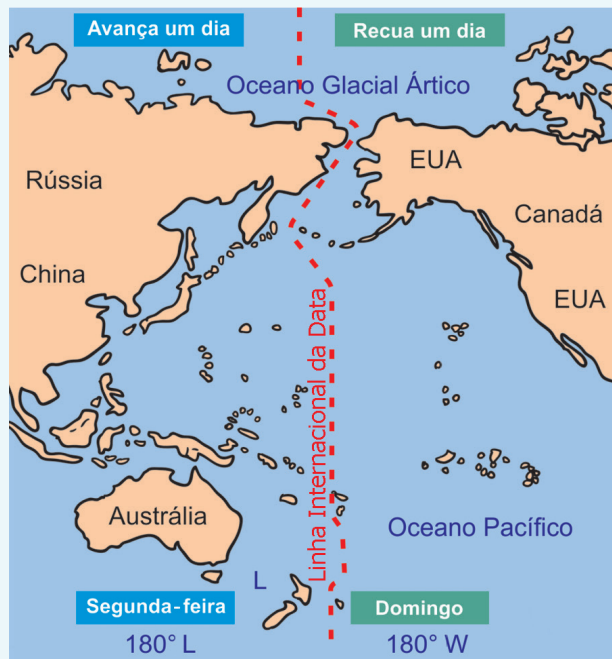 Avança um dia
Recua um dia
Oceano Glacial Ártico
EUA
Rússia
Canadá
China
EUA
Linha Internacional da Data
Austrália
Oceano Pacífico
L
Segunda-feira
Domingo
180° L
180° W